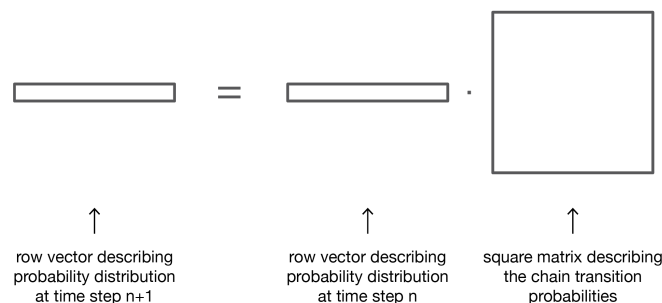 =
·
↑
↑
↑
row vector describing
probability distribution
at time step n+1
row vector describing
probability distribution
at time step n
square matrix describing
the chain transition
probabilities